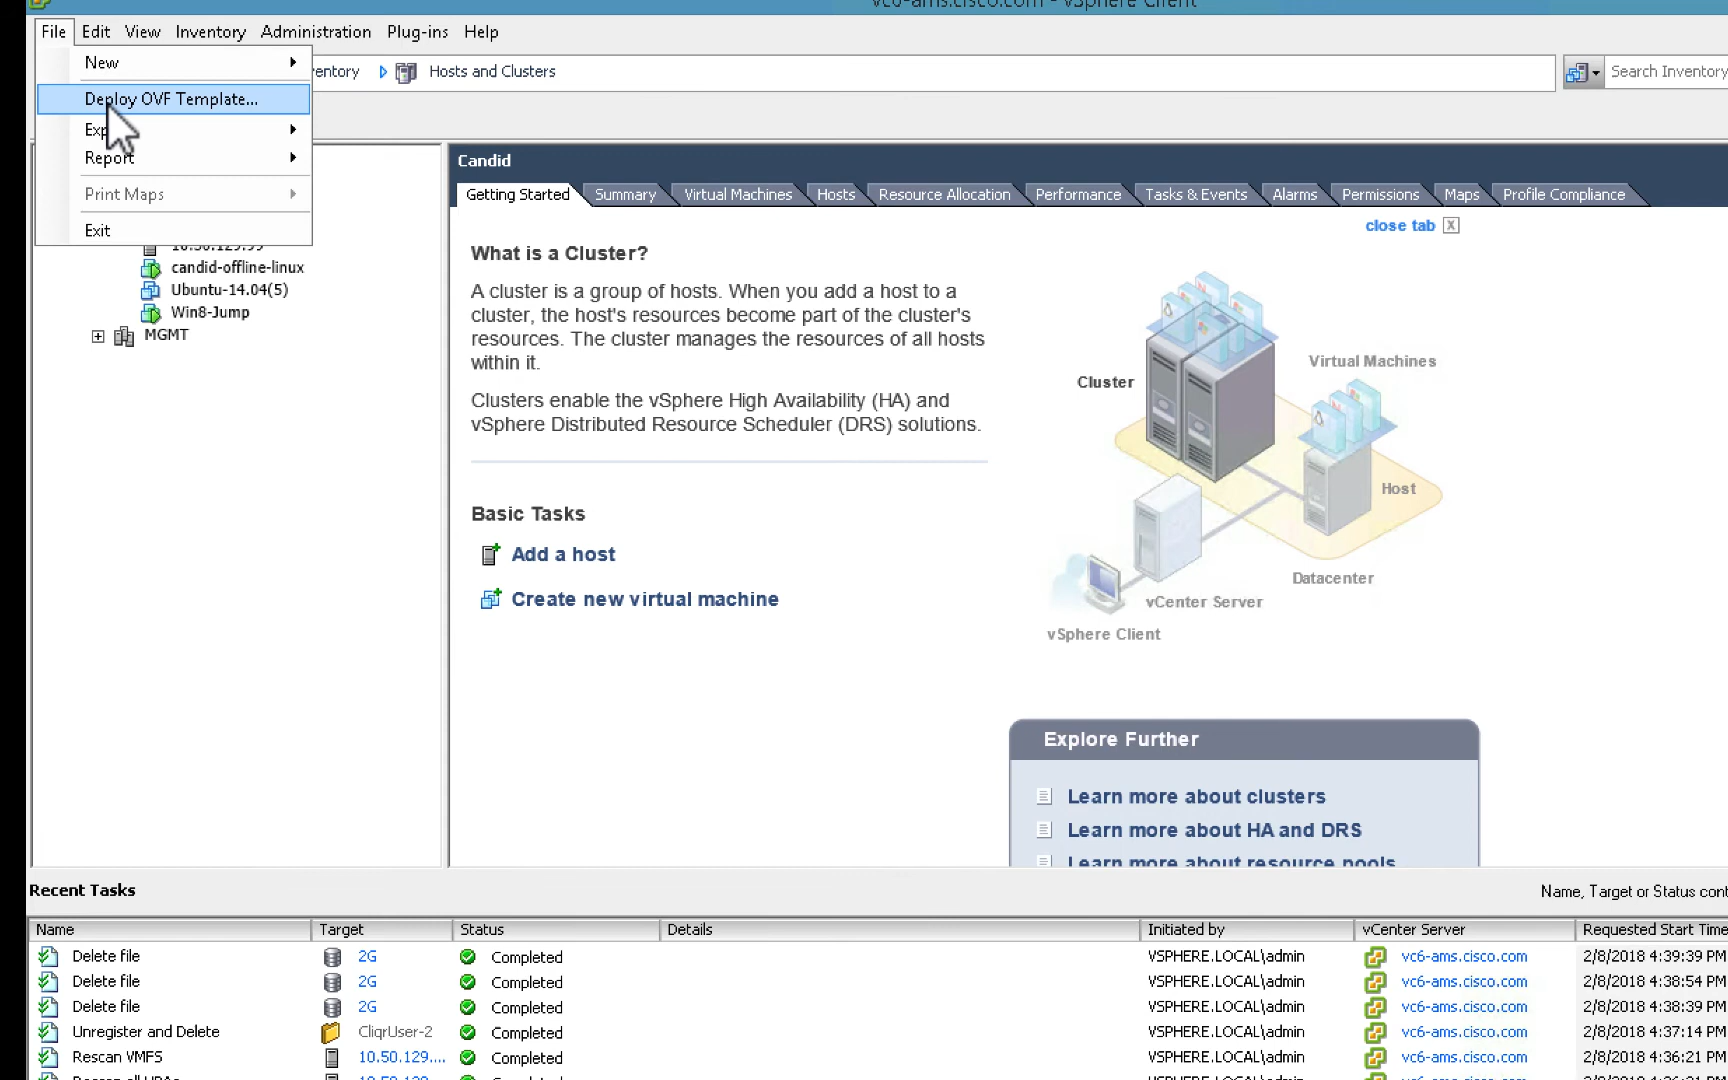 vc6-ams.cisco.com - vSphere Client
File Edit View Inventory Administration Plug-ins Help
New
entory Hosts and Clusters
Search Inventory
Deploy OVF Template...
Exp
Report
Print Maps
Exit
candid-offline-linux
Ubuntu-14.04(5)
Win8-Jump
MGMT
Candid
Getting Started Summary Virtual Machines Hosts Resource Allocation Performance Tasks & Events Alarms Permissions Maps Profile Compliance
close tab X
What is a Cluster?
A cluster is a group of hosts. When you add a host to a
cluster, the host's resources become part of the cluster's
resources. The cluster manages the resources of all hosts
within it.
Clusters enable the vSphere High Availability (HA) and
vSphere Distributed Resource Scheduler (DRS) solutions.
Basic Tasks
Add a host
Create new virtual machine
Cluster
Virtual Machines
Host
Datacenter
vCenter Server
vSphere Client
Explore Further
Learn more about clusters
Learn more about HA and DRS
Learn more about resource pools
Recent Tasks
Name, Target or Status cont
Name Target Status Details Initiated by vCenter Server Requested Start Time
Delete file 2G Completed VSPHERE.LOCAL\admin vc6-ams.cisco.com 2/8/2018 4:39:39 PM
Delete file 2G Completed VSPHERE.LOCAL\admin vc6-ams.cisco.com 2/8/2018 4:38:54 PM
Delete file 2G Completed VSPHERE.LOCAL\admin vc6-ams.cisco.com 2/8/2018 4:38:39 PM
Unregister and Delete CliqrUser-2 Completed VSPHERE.LOCAL\admin vc6-ams.cisco.com 2/8/2018 4:37:14 PM
Rescan VMFS 10.50.129.... Completed VSPHERE.LOCAL\admin vc6-ams.cisco.com 2/8/2018 4:36:21 PM